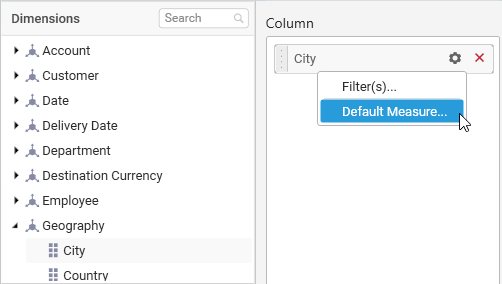 Dimensions
Search
Account
Customer
Date
Delivery Date
Department
Destination Currency
Employee
Geography
City
Country
Column
City
Filter(s)...
Default Measure...